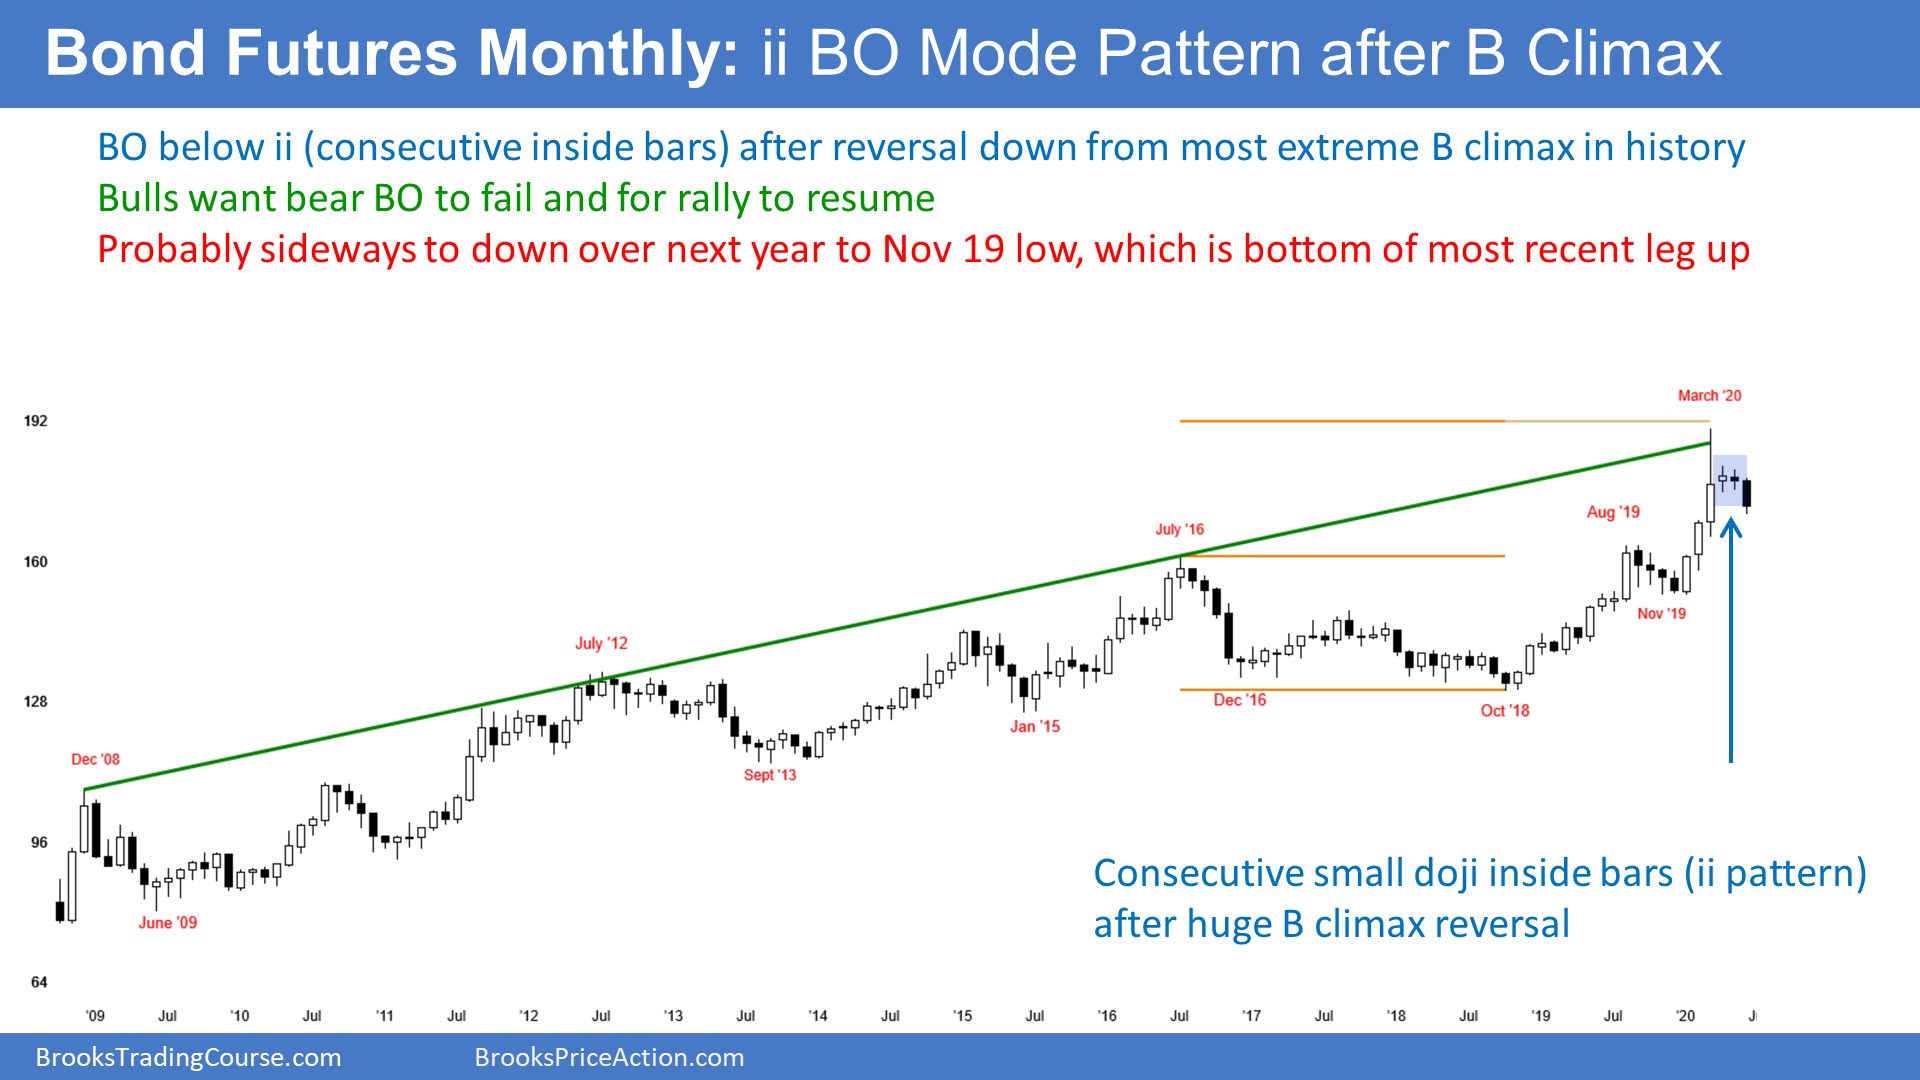 Bond Futures Monthly: ii BO Mode Pattern after B Climax
BO below ii (consecutive inside bars) after reversal down from most extreme B climax in history
Bulls want bear BO to fail and for rally to resume
Probably sideways to down over next year to Nov 19 low, which is bottom of most recent leg up
March '20
192
Aug '19
July '16
160
Nov '19
July '12
128
Dec '16
Oct '18
Jan '15
Dec '08
Sept '13
96
Consecutive small doji inside bars (ii pattern)
after huge B climax reversal
June '09
64
'09 Jul '10 Jul '11 Jul '12 Jul '13 Jul '14 Jul '15 Jul '16 Jul '17 Jul '18 Jul '19 Jul '20
BrooksTradingCourse.com BrooksPriceAction.com